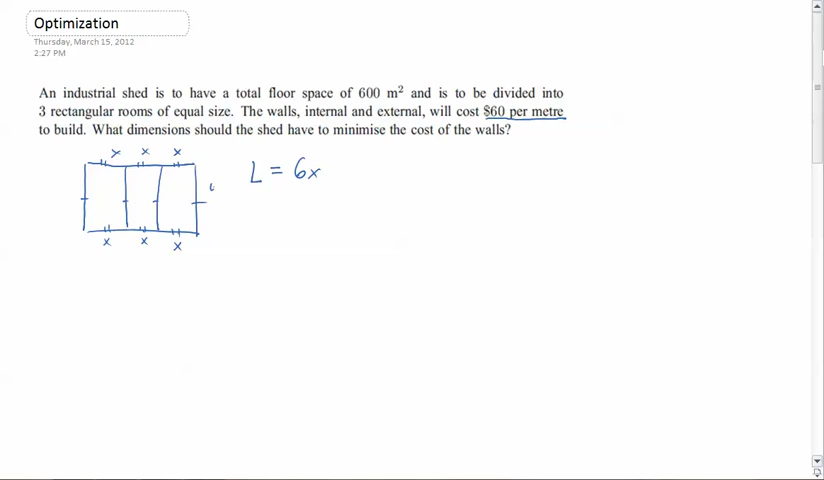 Optimization
Thursday, March 15, 2012
2:27 PM
An industrial shed is to have a total floor space of 600 m² and is to be divided into
3 rectangular rooms of equal size. The walls, internal and external, will cost $60 per metre
to build. What dimensions should the shed have to minimise the cost of the walls?
x x x
L = 6x
x x x